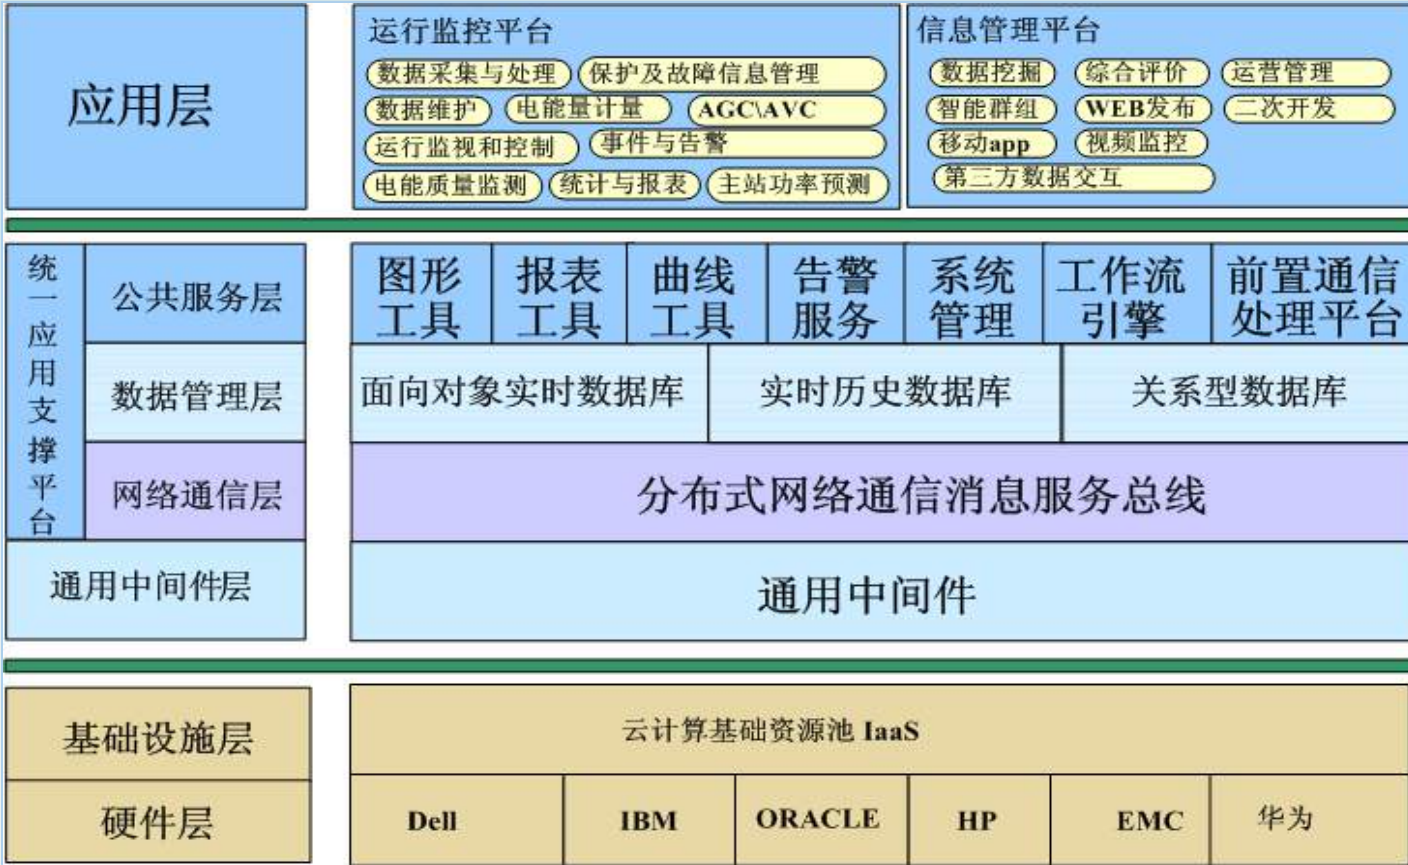 应用层
运行监控平台
数据采集与处理 保护及故障信息管理
数据维护 电能量计量 AGC\AVC
运行监视和控制 事件与告警
电能质量监测 统计与报表 主站功率预测
信息管理平台
数据挖掘 综合评价 运营管理
智能群组 WEB发布 二次开发
移动app 视频监控
第三方数据交互
统一应用支撑平台
公共服务层
图形工具
报表工具
曲线工具
告警服务
系统管理
工作流引擎
前置通信处理平台
数据管理层
面向对象实时数据库 实时历史数据库 关系型数据库
网络通信层
分布式网络通信消息服务总线
通用中间件层
通用中间件
基础设施层
云计算基础资源池 IaaS
硬件层
Dell IBM ORACLE HP EMC 华为